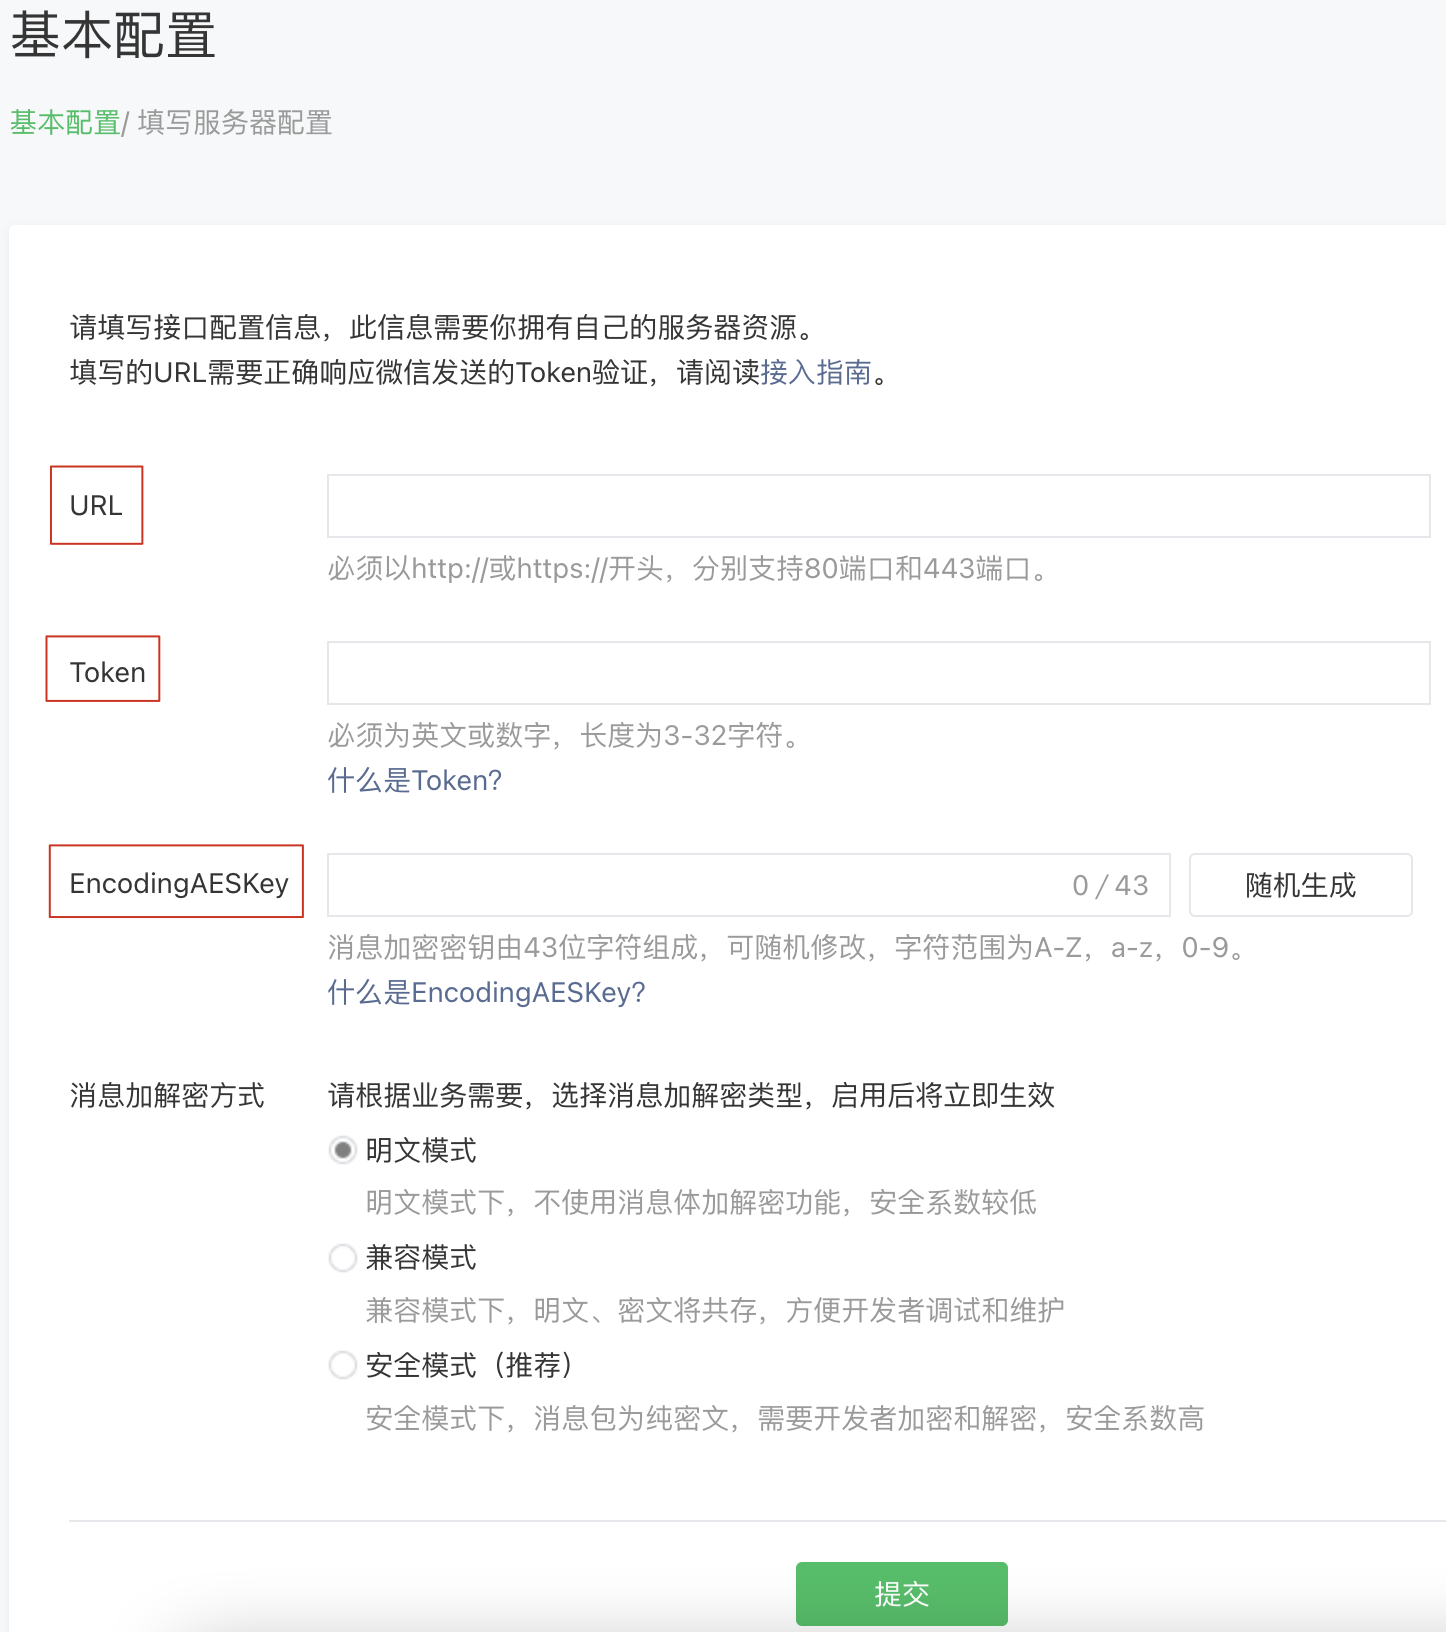 基本配置
基本配置/ 填写服务器配置
请填写接口配置信息，此信息需要你拥有自己的服务器资源。
填写的URL需要正确响应微信发送的Token验证，请阅读接入指南。
URL
必须以http://或https://开头，分别支持80端口和443端口。
Token
必须为英文或数字，长度为3-32字符。
什么是Token?
EncodingAESKey 0 / 43 随机生成
消息加密密钥由43位字符组成，可随机修改，字符范围为A-Z，a-z，0-9。
什么是EncodingAESKey?
消息加解密方式 请根据业务需要，选择消息加解密类型，启用后将立即生效
明文模式
明文模式下，不使用消息体加解密功能，安全系数较低
兼容模式
兼容模式下，明文、密文将共存，方便开发者调试和维护
安全模式（推荐）
安全模式下，消息包为纯密文，需要开发者加密和解密，安全系数高
提交